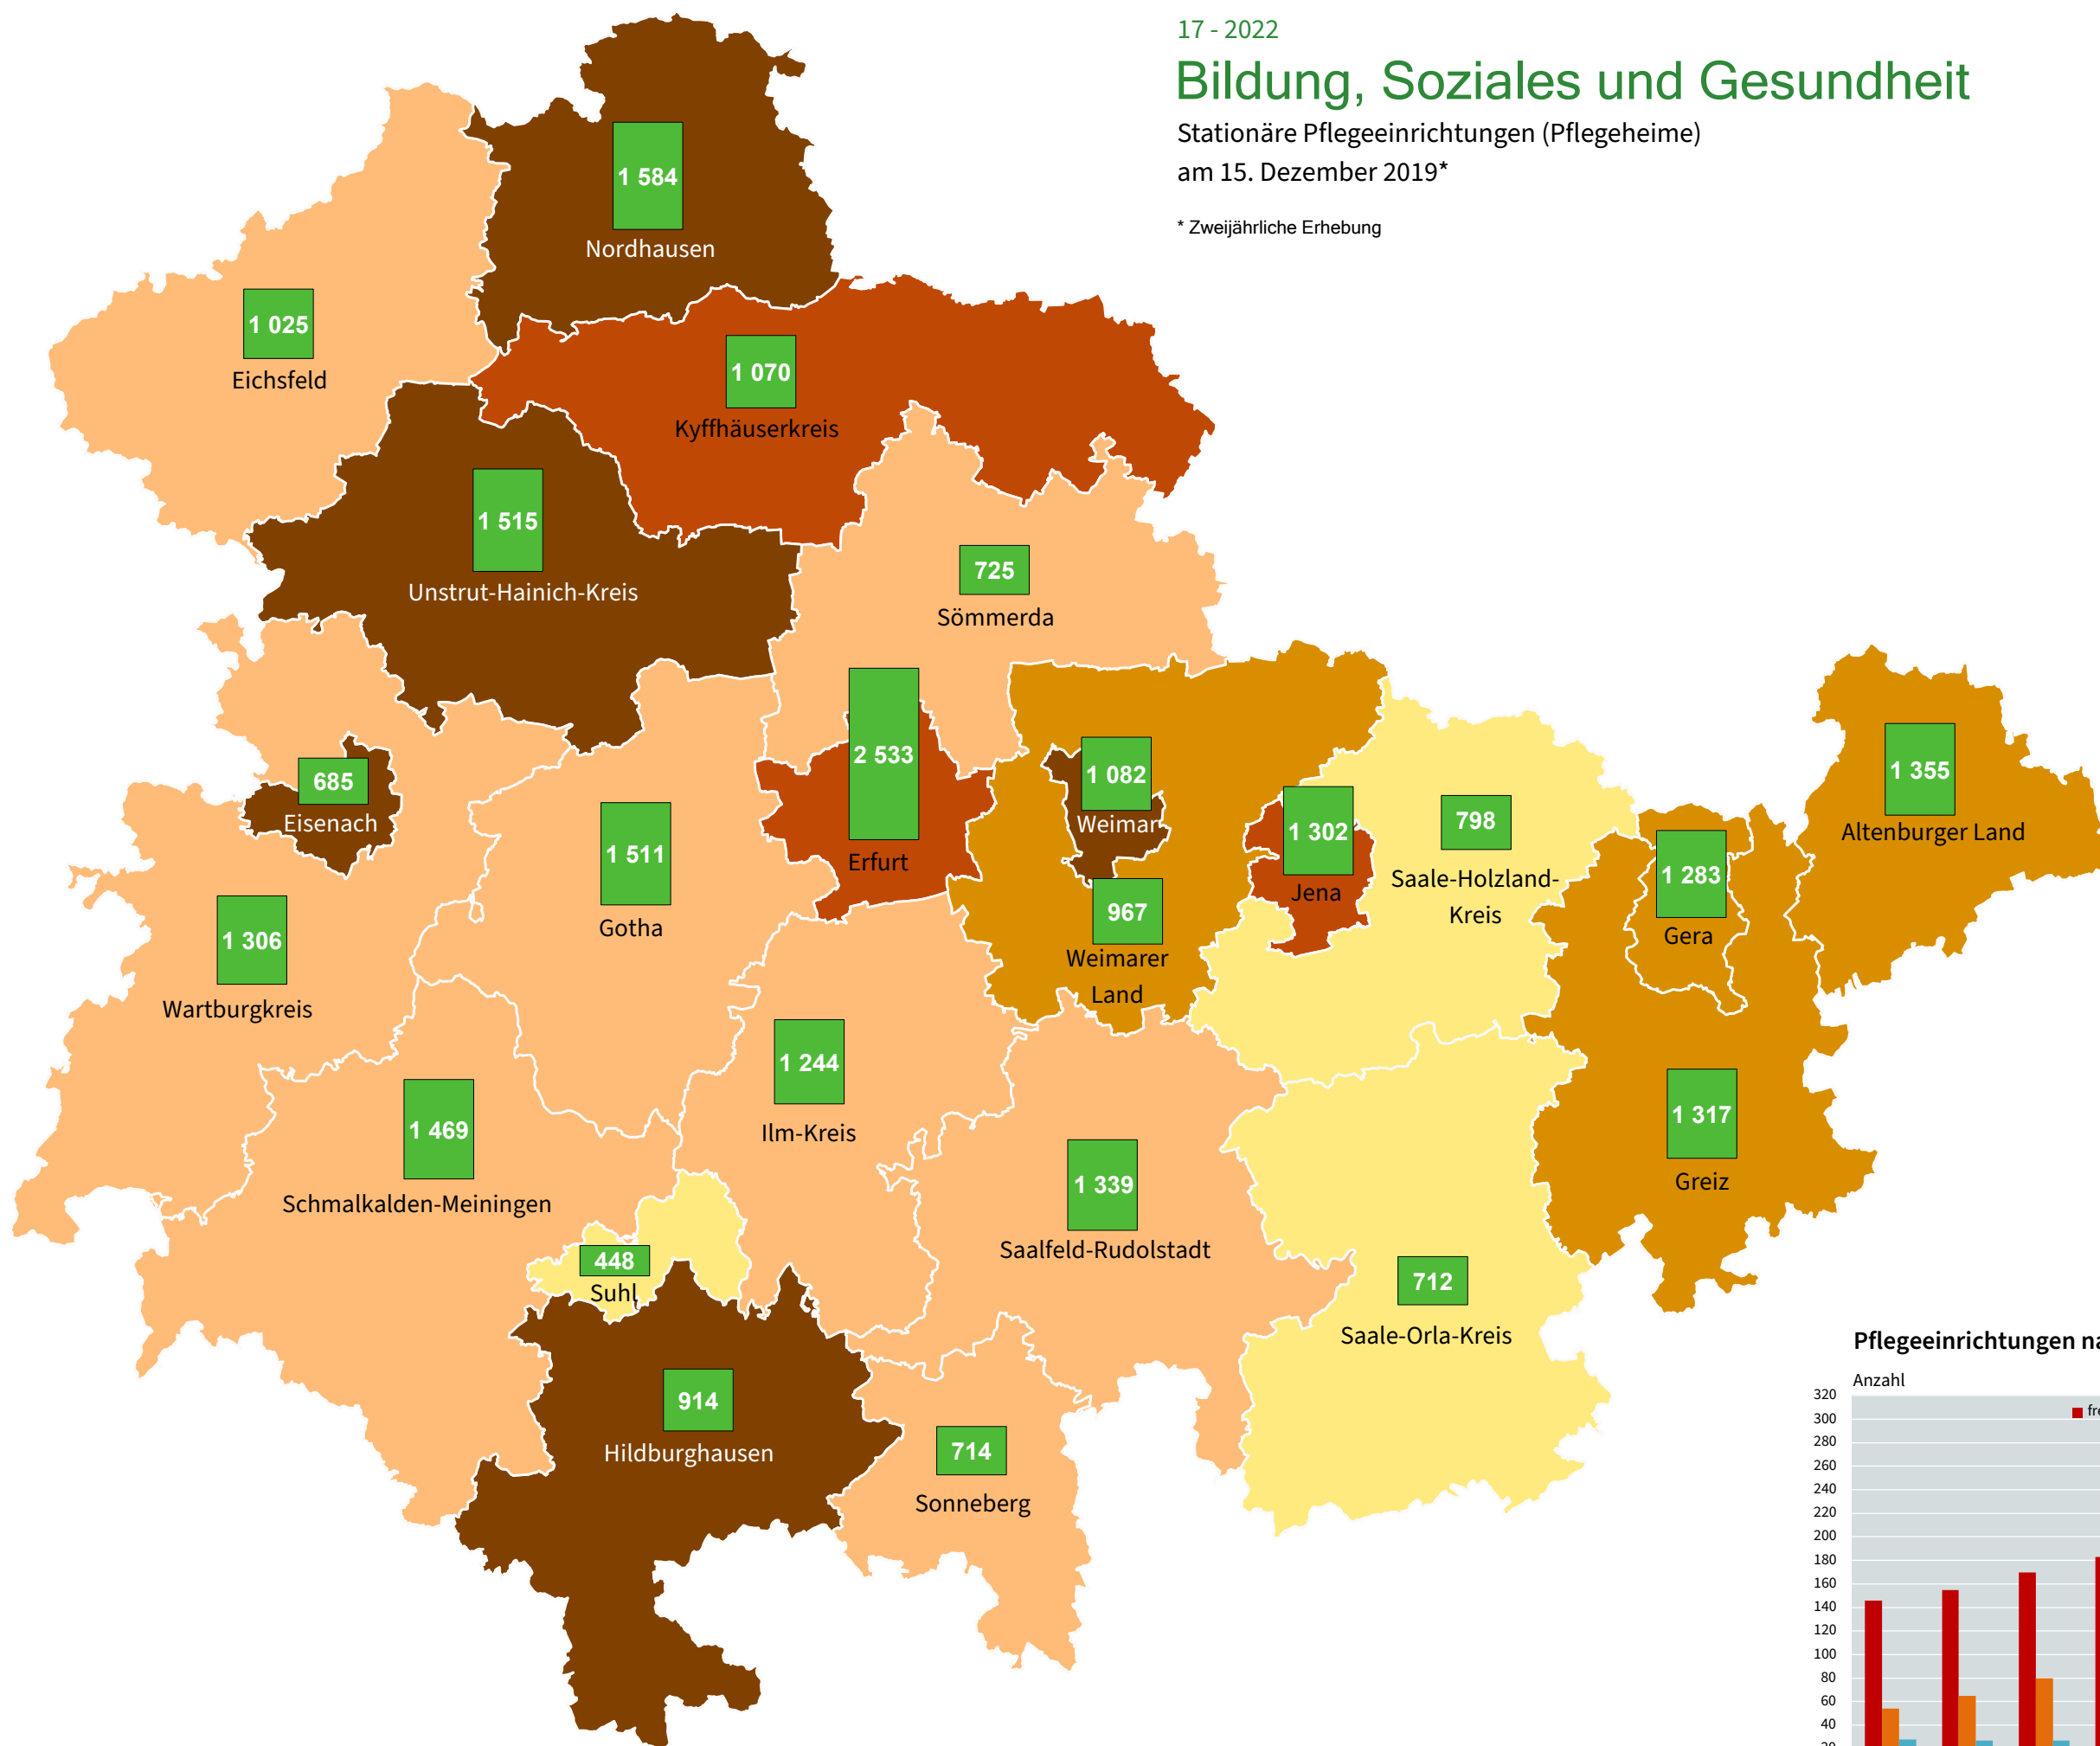 17 - 2022
Bildung, Soziales und Gesundheit
Stationäre Pflegeeinrichtungen (Pflegeheime)
am 15. Dezember 2019*
* Zweijährliche Erhebung
1 584
Nordhausen
1 025
Eichsfeld
1 070
Kyffhäuserkreis
1 515
Unstrut-Hainich-Kreis
725
Sömmerda
2 533
Erfurt
685
Eisenach
1 082
Weimar
1 302
Jena
798
Saale-Holzland-
Kreis
1 283
Gera
1 355
Altenburger Land
1 511
Gotha
967
Weimarer
Land
1 306
Wartburgkreis
1 244
Ilm-Kreis
1 469
Schmalkalden-Meiningen
1 317
Greiz
1 339
Saalfeld-Rudolstadt
448
Suhl
712
Saale-Orla-Kreis
914
Hildburghausen
714
Sonneberg
Pflegeeinrichtungen na
Anzahl
fre
320
300
280
260
240
220
200
180
160
140
120
100
80
60
40